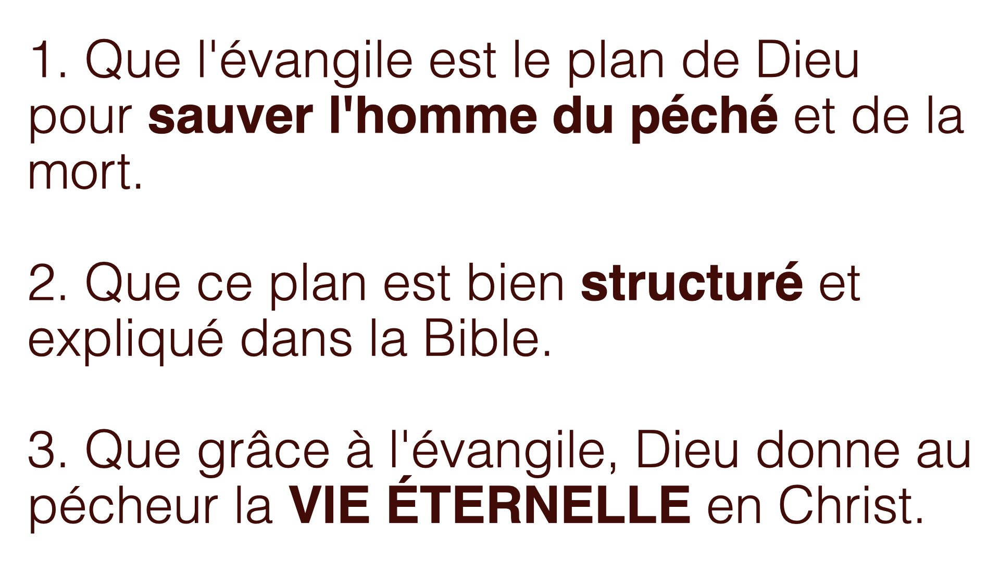 1. Que l'évangile est le plan de Dieu
pour sauver l'homme du péché et de la
mort.
2. Que ce plan est bien structuré et
expliqué dans la Bible.
3. Que grâce à l'évangile, Dieu donne au
pécheur la VIE ÉTERNELLE en Christ.